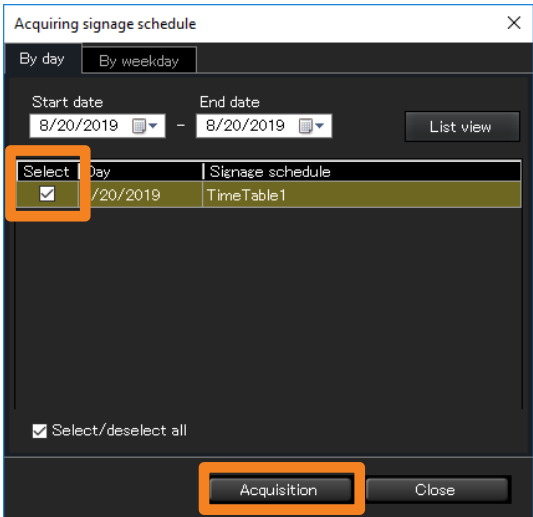 Acquiring signage schedule
By day By weekday
Start date End date
8/20/2019 – 8/20/2019 List view
Select Day Signage schedule
/20/2019 TimeTable1
Select/deselect all
Acquisition Close